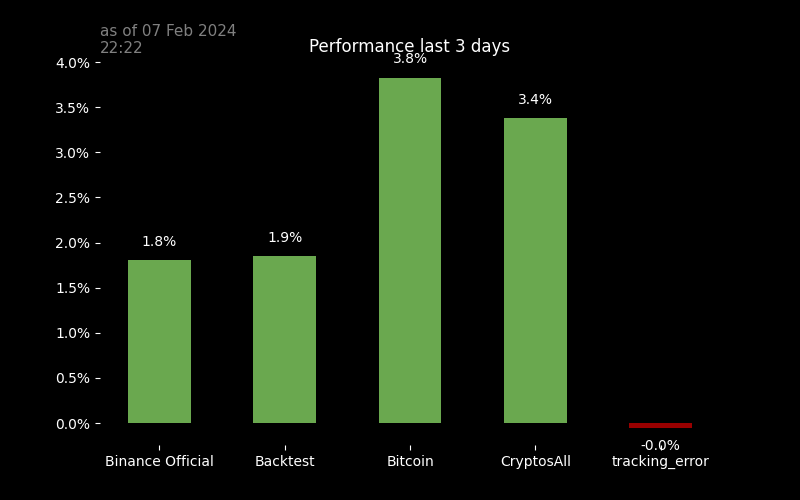 as of 07 Feb 2024
22:22
Performance last 3 days
4.0%
3.5%
3.0%
2.5%
2.0%
1.5%
1.0%
0.5%
0.0%
1.8%
1.9%
3.8%
3.4%
-0.0%
Binance Official
Backtest
Bitcoin
CryptosAll
tracking_error